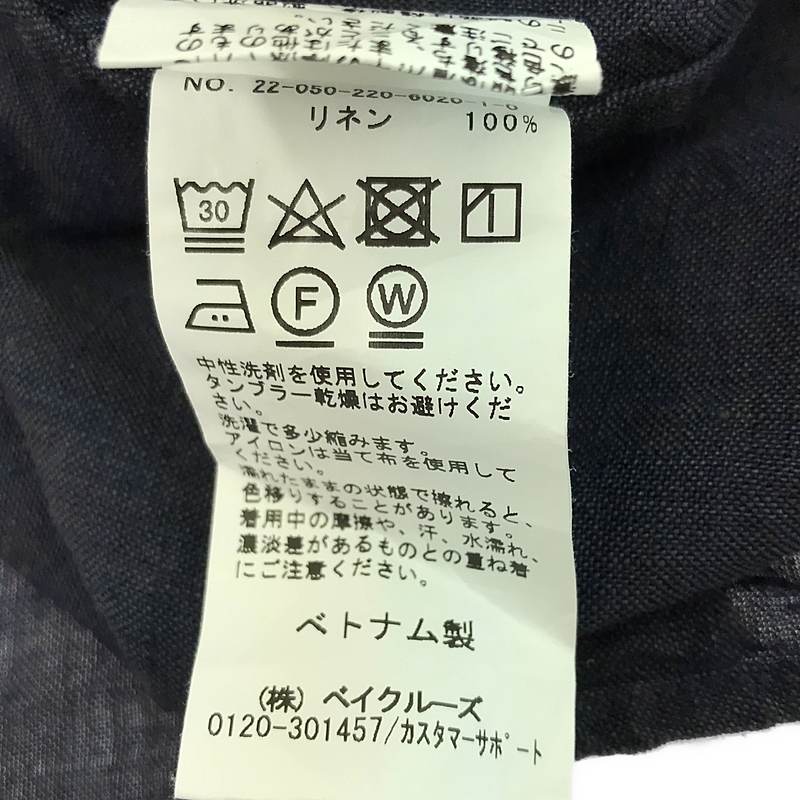 NO. 22-050-220-6020-1-0
リネン 100%
30
F
W
中性洗剤を使用してください。
タンブラー乾燥はお避けくだ
さい。
洗濯で多少縮みます。
アイロンは当て布を使用して
ください。
濡れたままの状態で擦れると、
色移りすることがあります。
着用中の摩擦や、汗、水濡れ、
濃淡差があるものとの重ね着
にご注意ください。
ベトナム製
(株) ベイクルーズ
0120-301457/カスタマーサポート